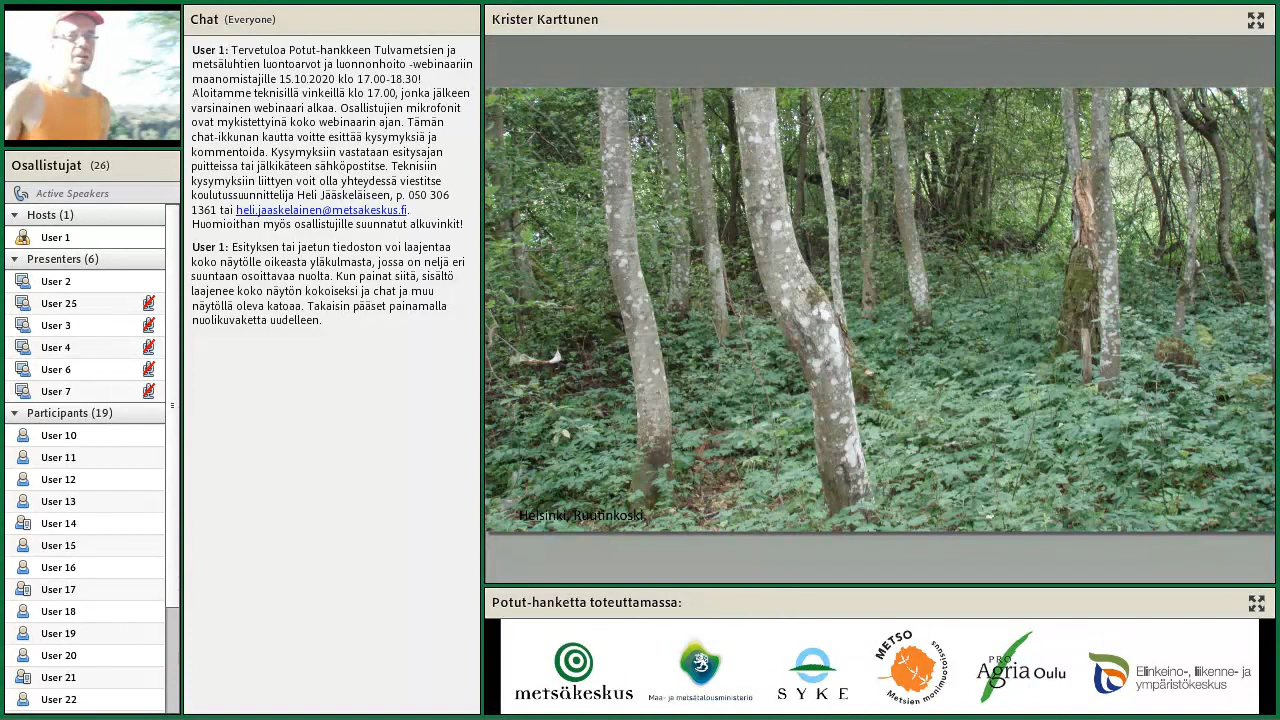 Osallistujat (26)
Active Speakers
Hosts (1)
User 1
Presenters (6)
User 2
User 25
User 3
User 4
User 6
User 7
Participants (19)
User 10
User 11
User 12
User 13
User 14
User 15
User 16
User 17
User 18
User 19
User 20
User 21
User 22
Chat (Everyone)
User 1: Tervetuloa Potut-hankkeen Tulvametsien ja
metsäluhtien luontoarvot ja luonnonhoito -webinaariin
maanomistajille 15.10.2020 klo 17.00-18.30!
Aloitamme teknisillä vinkeillä klo 17.00, jonka jälkeen
varsinainen webinaari alkaa. Osallistujien mikrofonit
ovat mykistettyinä koko webinaarin ajan. Tämän
chat-ikkunan kautta voitte esittää kysymyksiä ja
kommentoida. Kysymyksiin vastataan esitysajan
puitteissa tai jälkikäteen sähköpostitse. Teknisiin
kysymyksiin liittyen voit olla yhteydessä viestitse
koulutussuunnittelija Heli Jääskeläiseen, p. 050 306
1361 tai heli.jaaskelainen@metsakeskus.fi.
Huomioithan myös osallistujille suunnatut alkuvinkit!
User 1: Esityksen tai jaetun tiedoston voi laajentaa
koko näytölle oikeasta yläkulmasta, jossa on neljä eri
suuntaan osoittavaa nuolta. Kun painat siitä, sisältö
laajenee koko näytön kokoiseksi ja chat ja muu
näytöllä oleva katoaa. Takaisin pääset painamalla
nuolikuvaketta uudelleen.
Krister Karttunen
Helsinki, Ruutinkoski
Potut-hanketta toteuttamassa:
metsäkeskus
Maa- ja metsätalousministeriö
SYKE
METSO
Metsien monimuotoisuus
PRO
Agria Oulu
Elinkeino-, liikenne- ja
ympäristökeskus